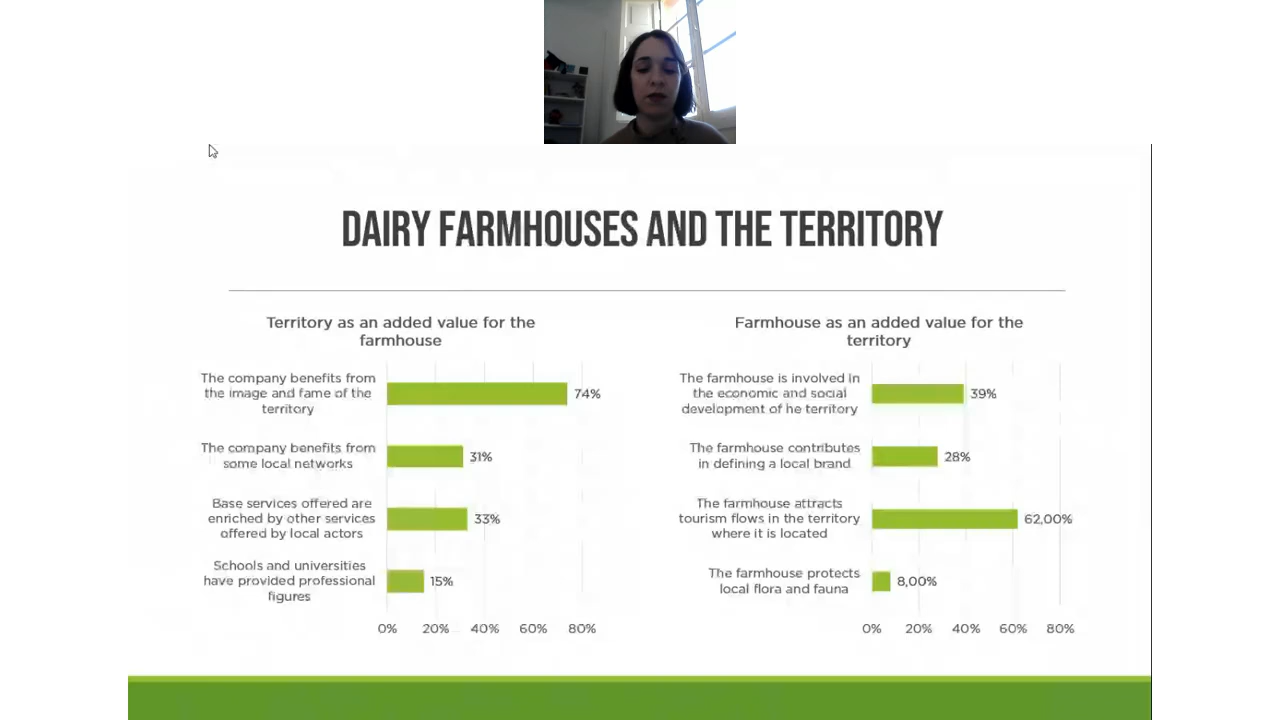 DAIRY FARMHOUSES AND THE TERRITORY
Territory as an added value for the
farmhouse
The company benefits from
the image and fame of the
territory
74%
The company benefits from
some local networks
31%
Base services offered are
enriched by other services
offered by local actors
33%
Schools and universities
have provided professional
figures
15%
0% 20% 40% 60% 80%
Farmhouse as an added value for the
territory
The farmhouse is involved in
the economic and social
development of he territory
39%
The farmhouse contributes
in defining a local brand
28%
The farmhouse attracts
tourism flows in the territory
where it is located
62,00%
The farmhouse protects
local flora and fauna
8,00%
0% 20% 40% 60% 80%